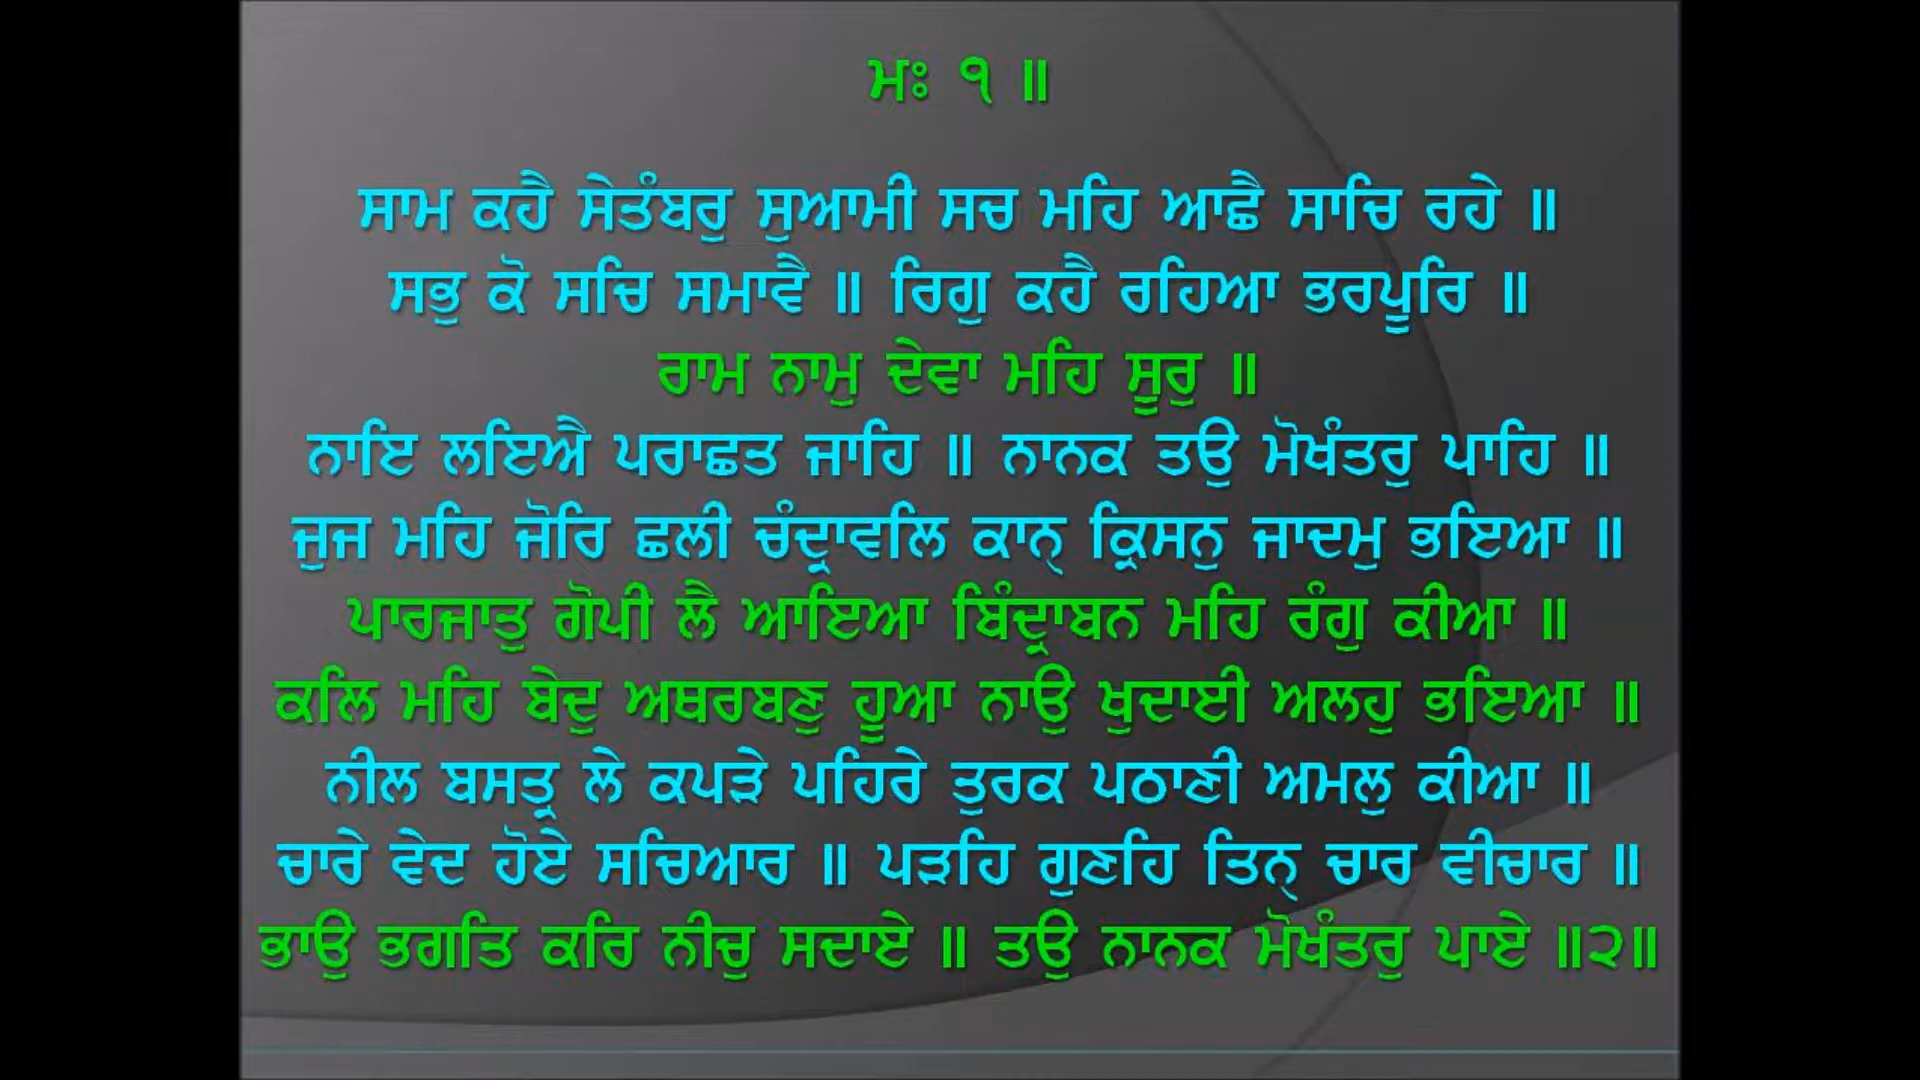 ਮਃ ੧ ॥
ਸਾਮ ਕਹੈ ਸੇਤੰਬਰੁ ਸੁਆਮੀ ਸਚ ਮਹਿ ਆਛੈ ਸਾਚਿ ਰਹੇ ॥
ਸਭੁ ਕੋ ਸਚਿ ਸਮਾਵੈ ॥ ਰਿਗੁ ਕਹੈ ਰਹਿਆ ਭਰਪੂਰਿ ॥
ਰਾਮ ਨਾਮੁ ਦੇਵਾ ਮਹਿ ਸੂਰੁ ॥
ਨਾਇ ਲਇਐ ਪਰਾਛਤ ਜਾਹਿ ॥ ਨਾਨਕ ਤਉ ਮੋਖੰਤਰੁ ਪਾਹਿ ॥
ਜੁਜ ਮਹਿ ਜੋਰਿ ਛਲੀ ਚੰਦ੍ਰਾਵਲਿ ਕਾਨ੍ ਕ੍ਰਿਸਨੁ ਜਾਦਮੁ ਭਇਆ ॥
ਪਾਰਜਾਤੁ ਗੋਪੀ ਲੈ ਆਇਆ ਬਿੰਦ੍ਰਾਬਨ ਮਹਿ ਰੰਗੁ ਕੀਆ ॥
ਕਲਿ ਮਹਿ ਬੇਦੁ ਅਥਰਬਣੁ ਹੂਆ ਨਾਉ ਖੁਦਾਈ ਅਲਹੁ ਭਇਆ ॥
ਨੀਲ ਬਸਤ੍ਰ ਲੇ ਕਪੜੇ ਪਹਿਰੇ ਤੁਰਕ ਪਠਾਣੀ ਅਮਲੁ ਕੀਆ ॥
ਚਾਰੇ ਵੇਦ ਹੋਏ ਸਚਿਆਰ ॥ ਪੜਹਿ ਗੁਣਹਿ ਤਿਨ੍ ਚਾਰ ਵੀਚਾਰ ॥
ਭਾਉ ਭਗਤਿ ਕਰਿ ਨੀਚੁ ਸਦਾਏ ॥ ਤਉ ਨਾਨਕ ਮੋਖੰਤਰੁ ਪਾਏ ॥੨॥